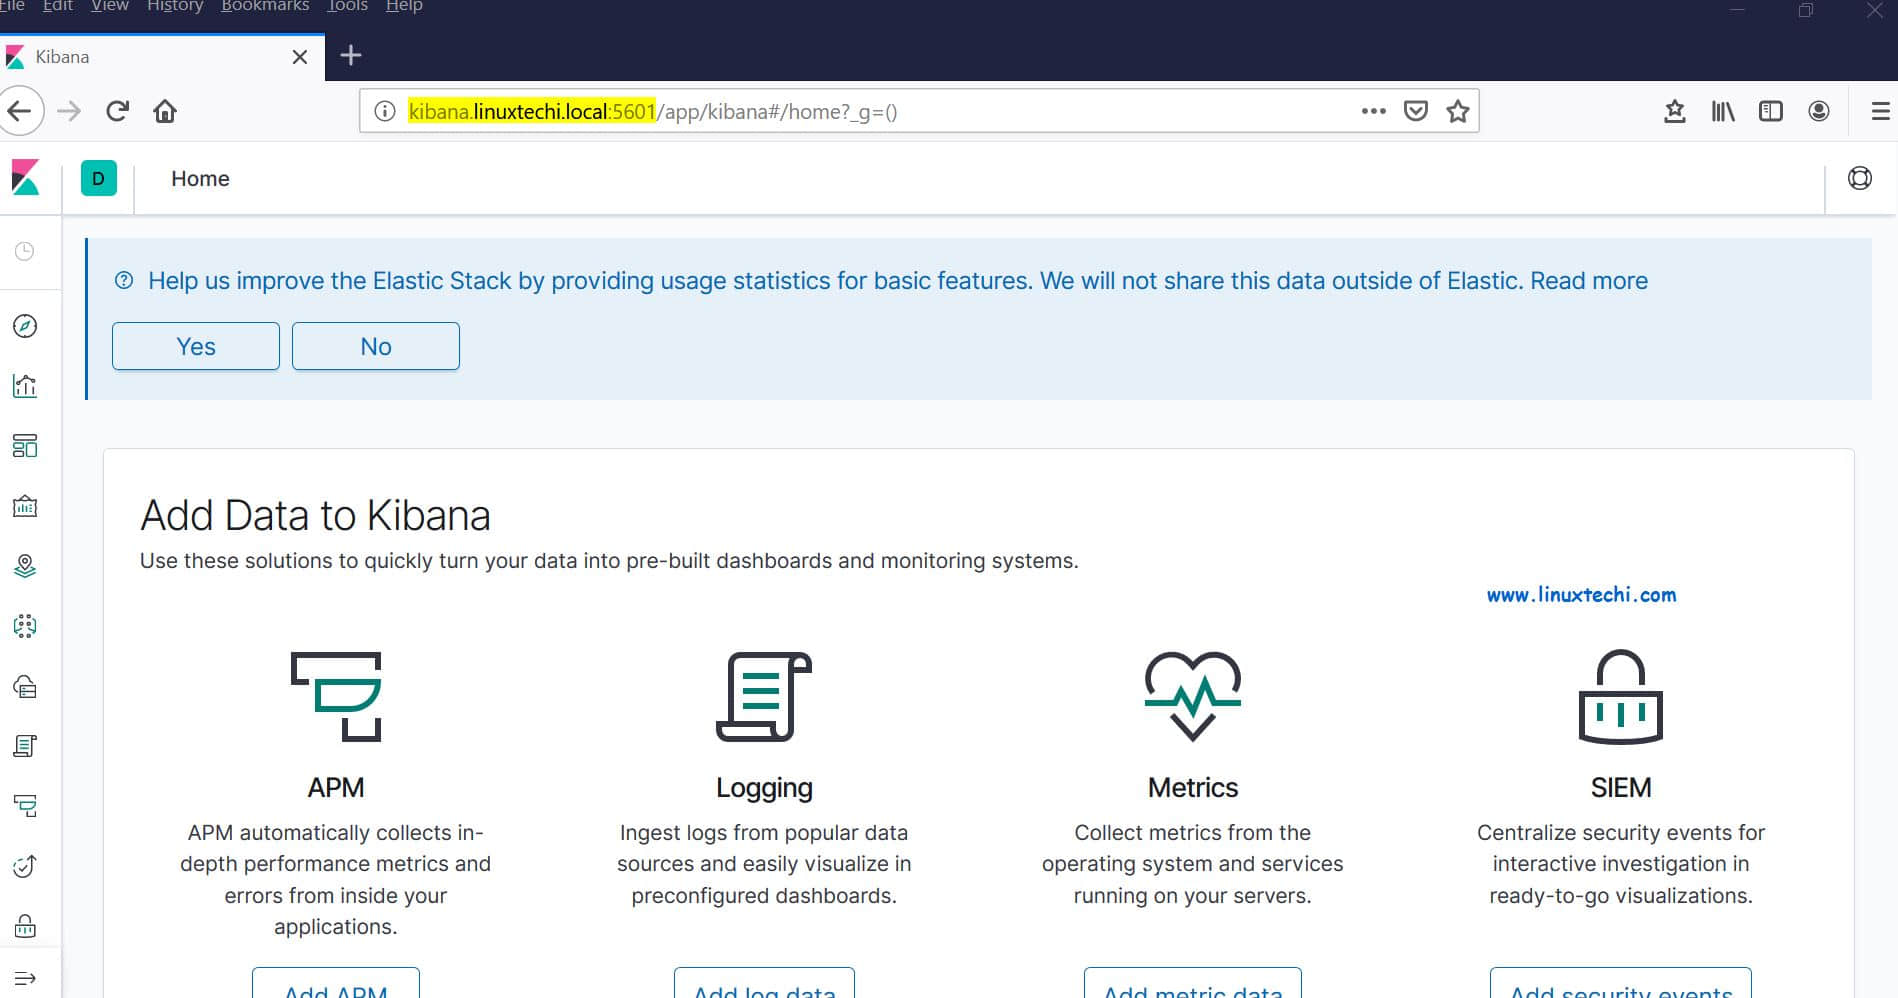 File Edit View History Bookmarks Tools Help
Kibana
kibana.linuxtechi.local:5601/app/kibana#/home?_g=()
D Home
Help us improve the Elastic Stack by providing usage statistics for basic features. We will not share this data outside of Elastic. Read more
Yes No
Add Data to Kibana
Use these solutions to quickly turn your data into pre-built dashboards and monitoring systems.
www.linuxtechi.com
APM
APM automatically collects in-
depth performance metrics and
errors from inside your
applications.
Add APM
Logging
Ingest logs from popular data
sources and easily visualize in
preconfigured dashboards.
Add log data
Metrics
Collect metrics from the
operating system and services
running on your servers.
Add metric data
SIEM
Centralize security events for
interactive investigation in
ready-to-go visualizations.
Add security events